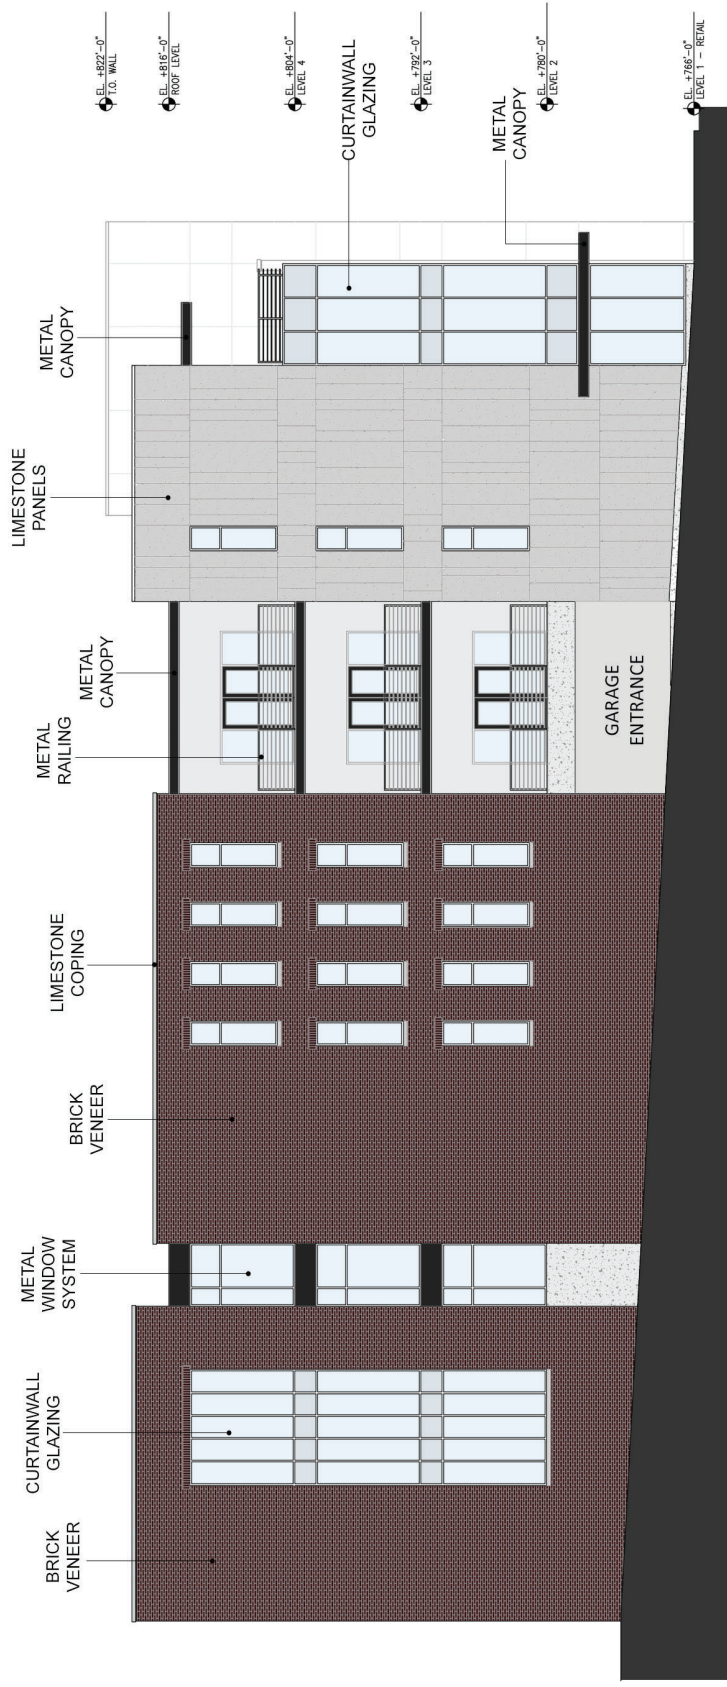 BRICK
VENEER
CURTAINWALL
GLAZING
METAL
WINDOW
SYSTEM
BRICK
VENEER
LIMESTONE
COPING
METAL
RAILING
METAL
CANOPY
LIMESTONE
PANELS
METAL
CANOPY
EL. +822'-0"
T.O. WALL
EL. +816'-0"
ROOF LEVEL
EL. +804'-0"
LEVEL 4
CURTAINWALL
GLAZING
EL. +792'-0"
LEVEL 3
METAL
CANOPY
EL. +780'-0"
LEVEL 2
GARAGE
ENTRANCE
EL. +766'-0"
LEVEL 1 - RETAIL